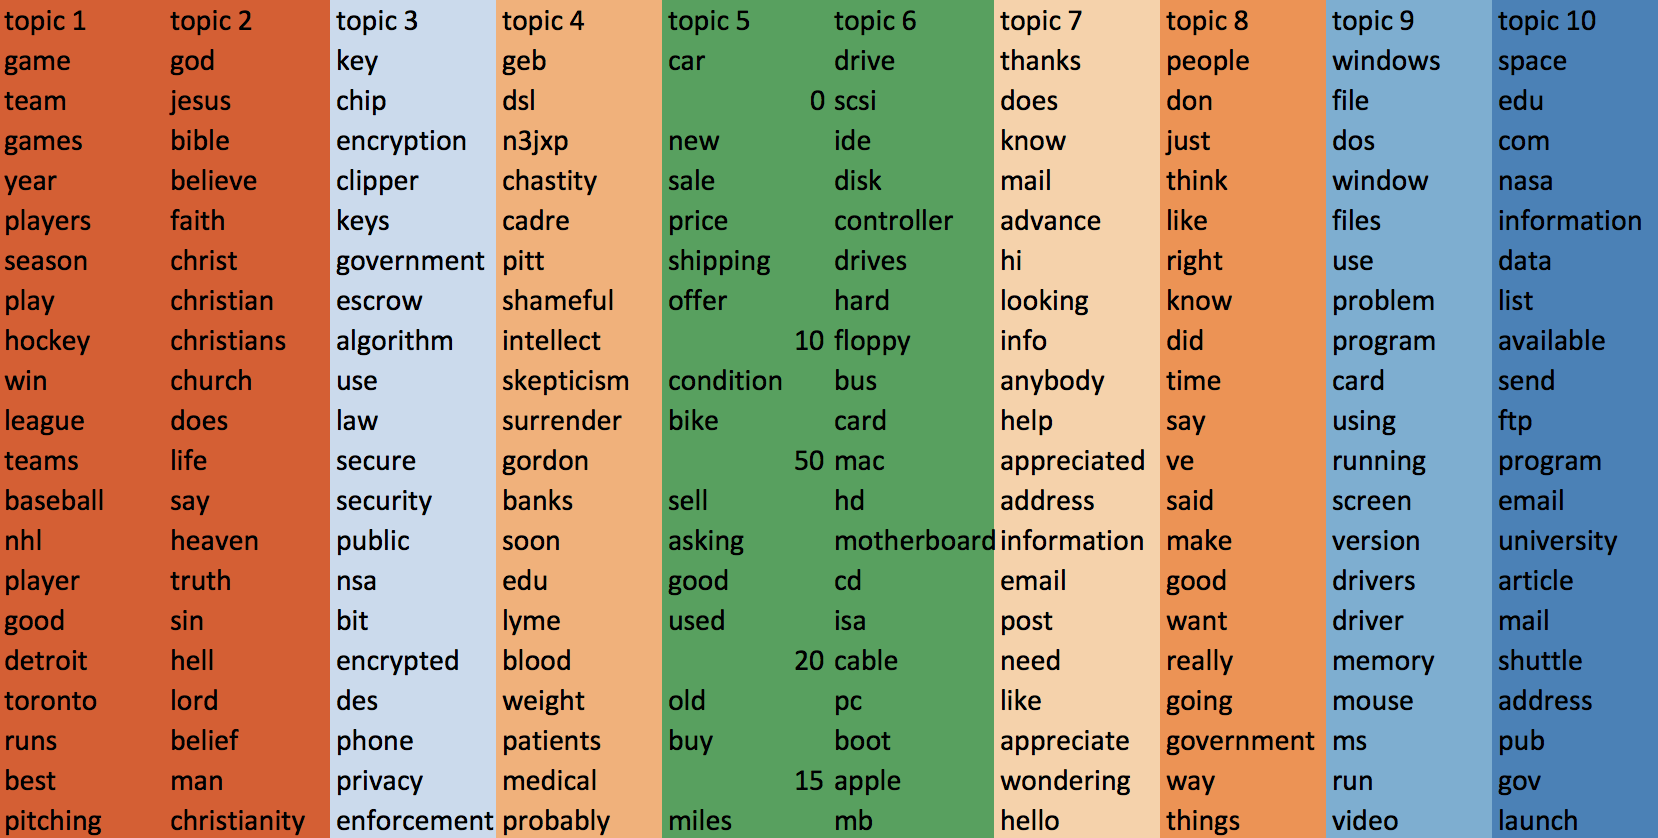 topic 1 topic 2 topic 3 topic 4 topic 5 topic 6 topic 7 topic 8 topic 9 topic 10
game god key geb car drive thanks people windows space
team jesus chip dsl 0 scsi does don file edu
games bible encryption n3jxp new ide know just dos com
year believe clipper chastity sale disk mail think window nasa
players faith keys cadre price controller advance like files information
season christ government pitt shipping drives hi right use data
play christian escrow shameful offer hard looking know problem list
hockey christians algorithm intellect 10 floppy info did program available
win church use skepticism condition bus anybody time card send
league does law surrender bike card help say using ftp
teams life secure gordon 50 mac appreciated ve running program
baseball say security banks sell hd address said screen email
nhl heaven public soon asking motherboard information make version university
player truth nsa edu good cd email good drivers article
good sin bit lyme used isa post want driver mail
detroit hell encrypted blood 20 cable need really memory shuttle
toronto lord des weight old pc like going mouse address
runs belief phone patients buy boot appreciate government ms pub
best man privacy medical 15 apple wondering way run gov
pitching christianity enforcement probably miles mb hello things video launch